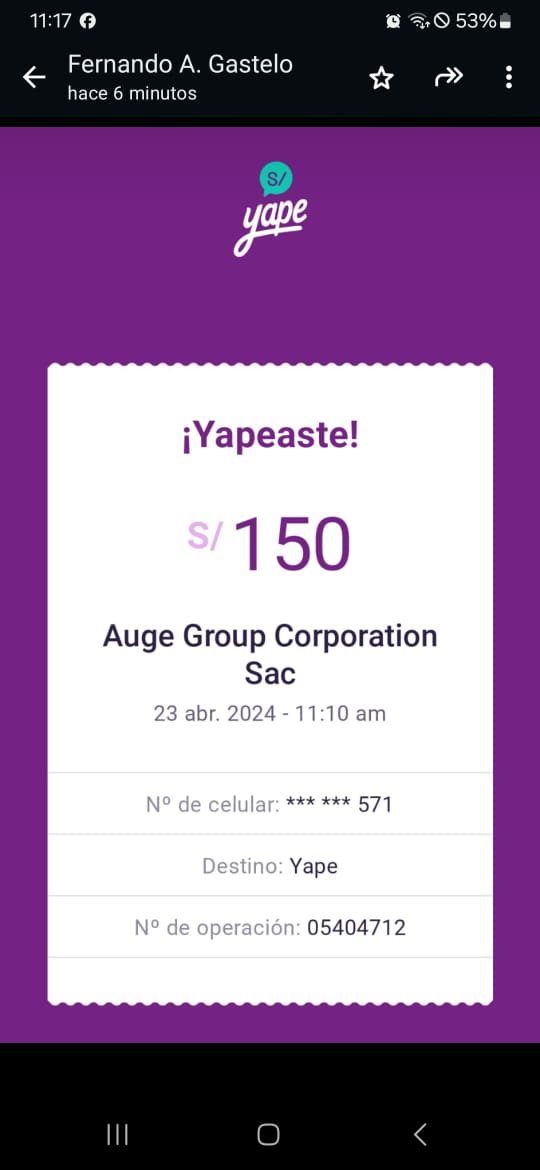 11:17 53%
Fernando A. Gastelo
hace 6 minutos
S/
yape
¡Yapeaste!
S/ 150
Auge Group Corporation
Sac
23 abr. 2024 - 11:10 am
Nº de celular: *** *** 571
Destino: Yape
Nº de operación: 05404712